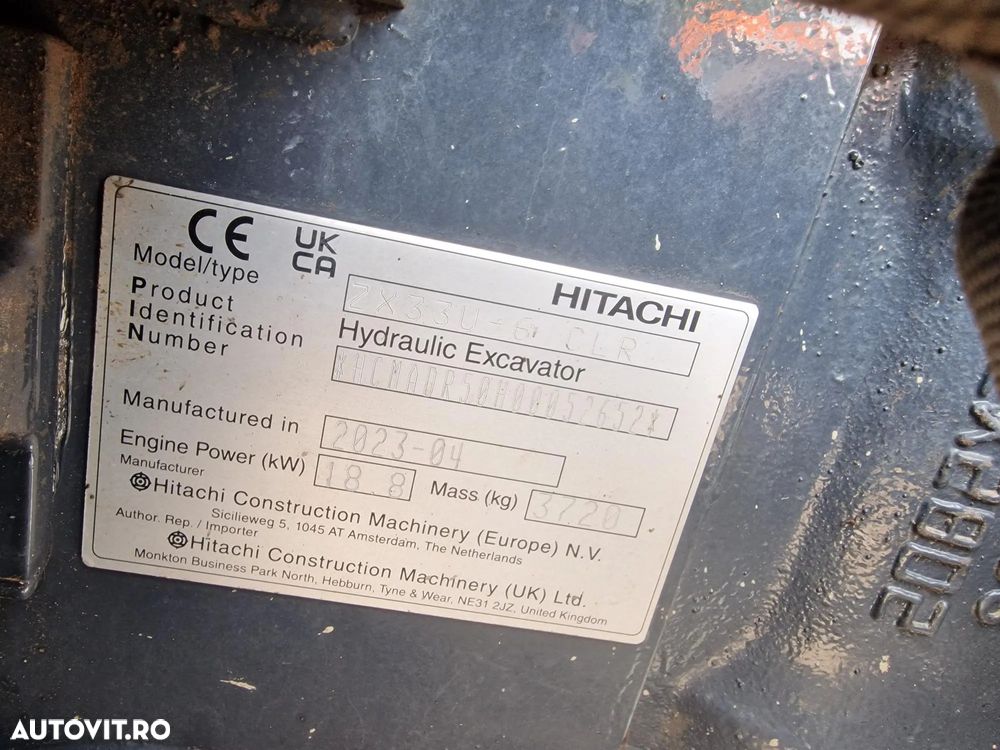 CE UK CA HITACHI
Model/type ZX33U-6 CLR
Hydraulic Excavator
Product Identification Number *HCMADR50H00052652*
Manufactured in 2023-04
Engine Power (kW) 18.8 Mass (kg) 3720
Manufacturer
Hitachi Construction Machinery (Europe) N.V.
Sicilieweg 5, 1045 AT Amsterdam, The Netherlands
Author. Rep. / Importer
Hitachi Construction Machinery (UK) Ltd.
Monkton Business Park North, Hebburn, Tyne & Wear, NE31 2JZ, United Kingdom
AUTOVIT.RO